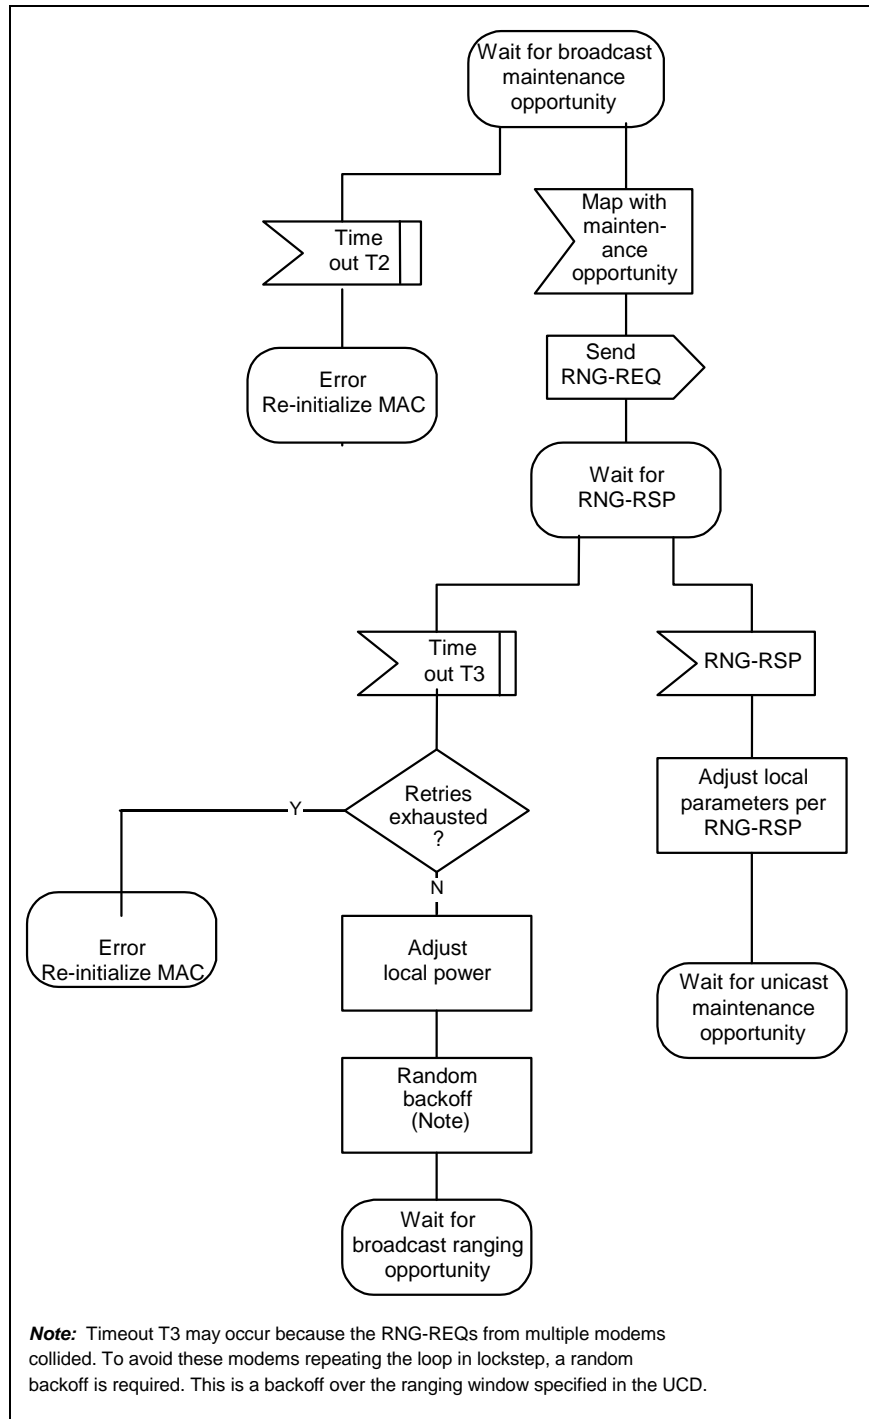 Wait for broadcast
maintenance
opportunity
Time
out T2
Map with
mainten-
ance
opportunity
Error
Re-initialize MAC
Send
RNG-REQ
Wait for
RNG-RSP
Time
out T3
RNG-RSP
Retries
exhausted
?
Y
N
Adjust local
parameters per
RNG-RSP
Error
Re-initialize MAC
Adjust
local power
Wait for unicast
maintenance
opportunity
Random
backoff
(Note)
Wait for
broadcast ranging
opportunity
Note: Timeout T3 may occur because the RNG-REQs from multiple modems
collided. To avoid these modems repeating the loop in lockstep, a random
backoff is required. This is a backoff over the ranging window specified in the UCD.